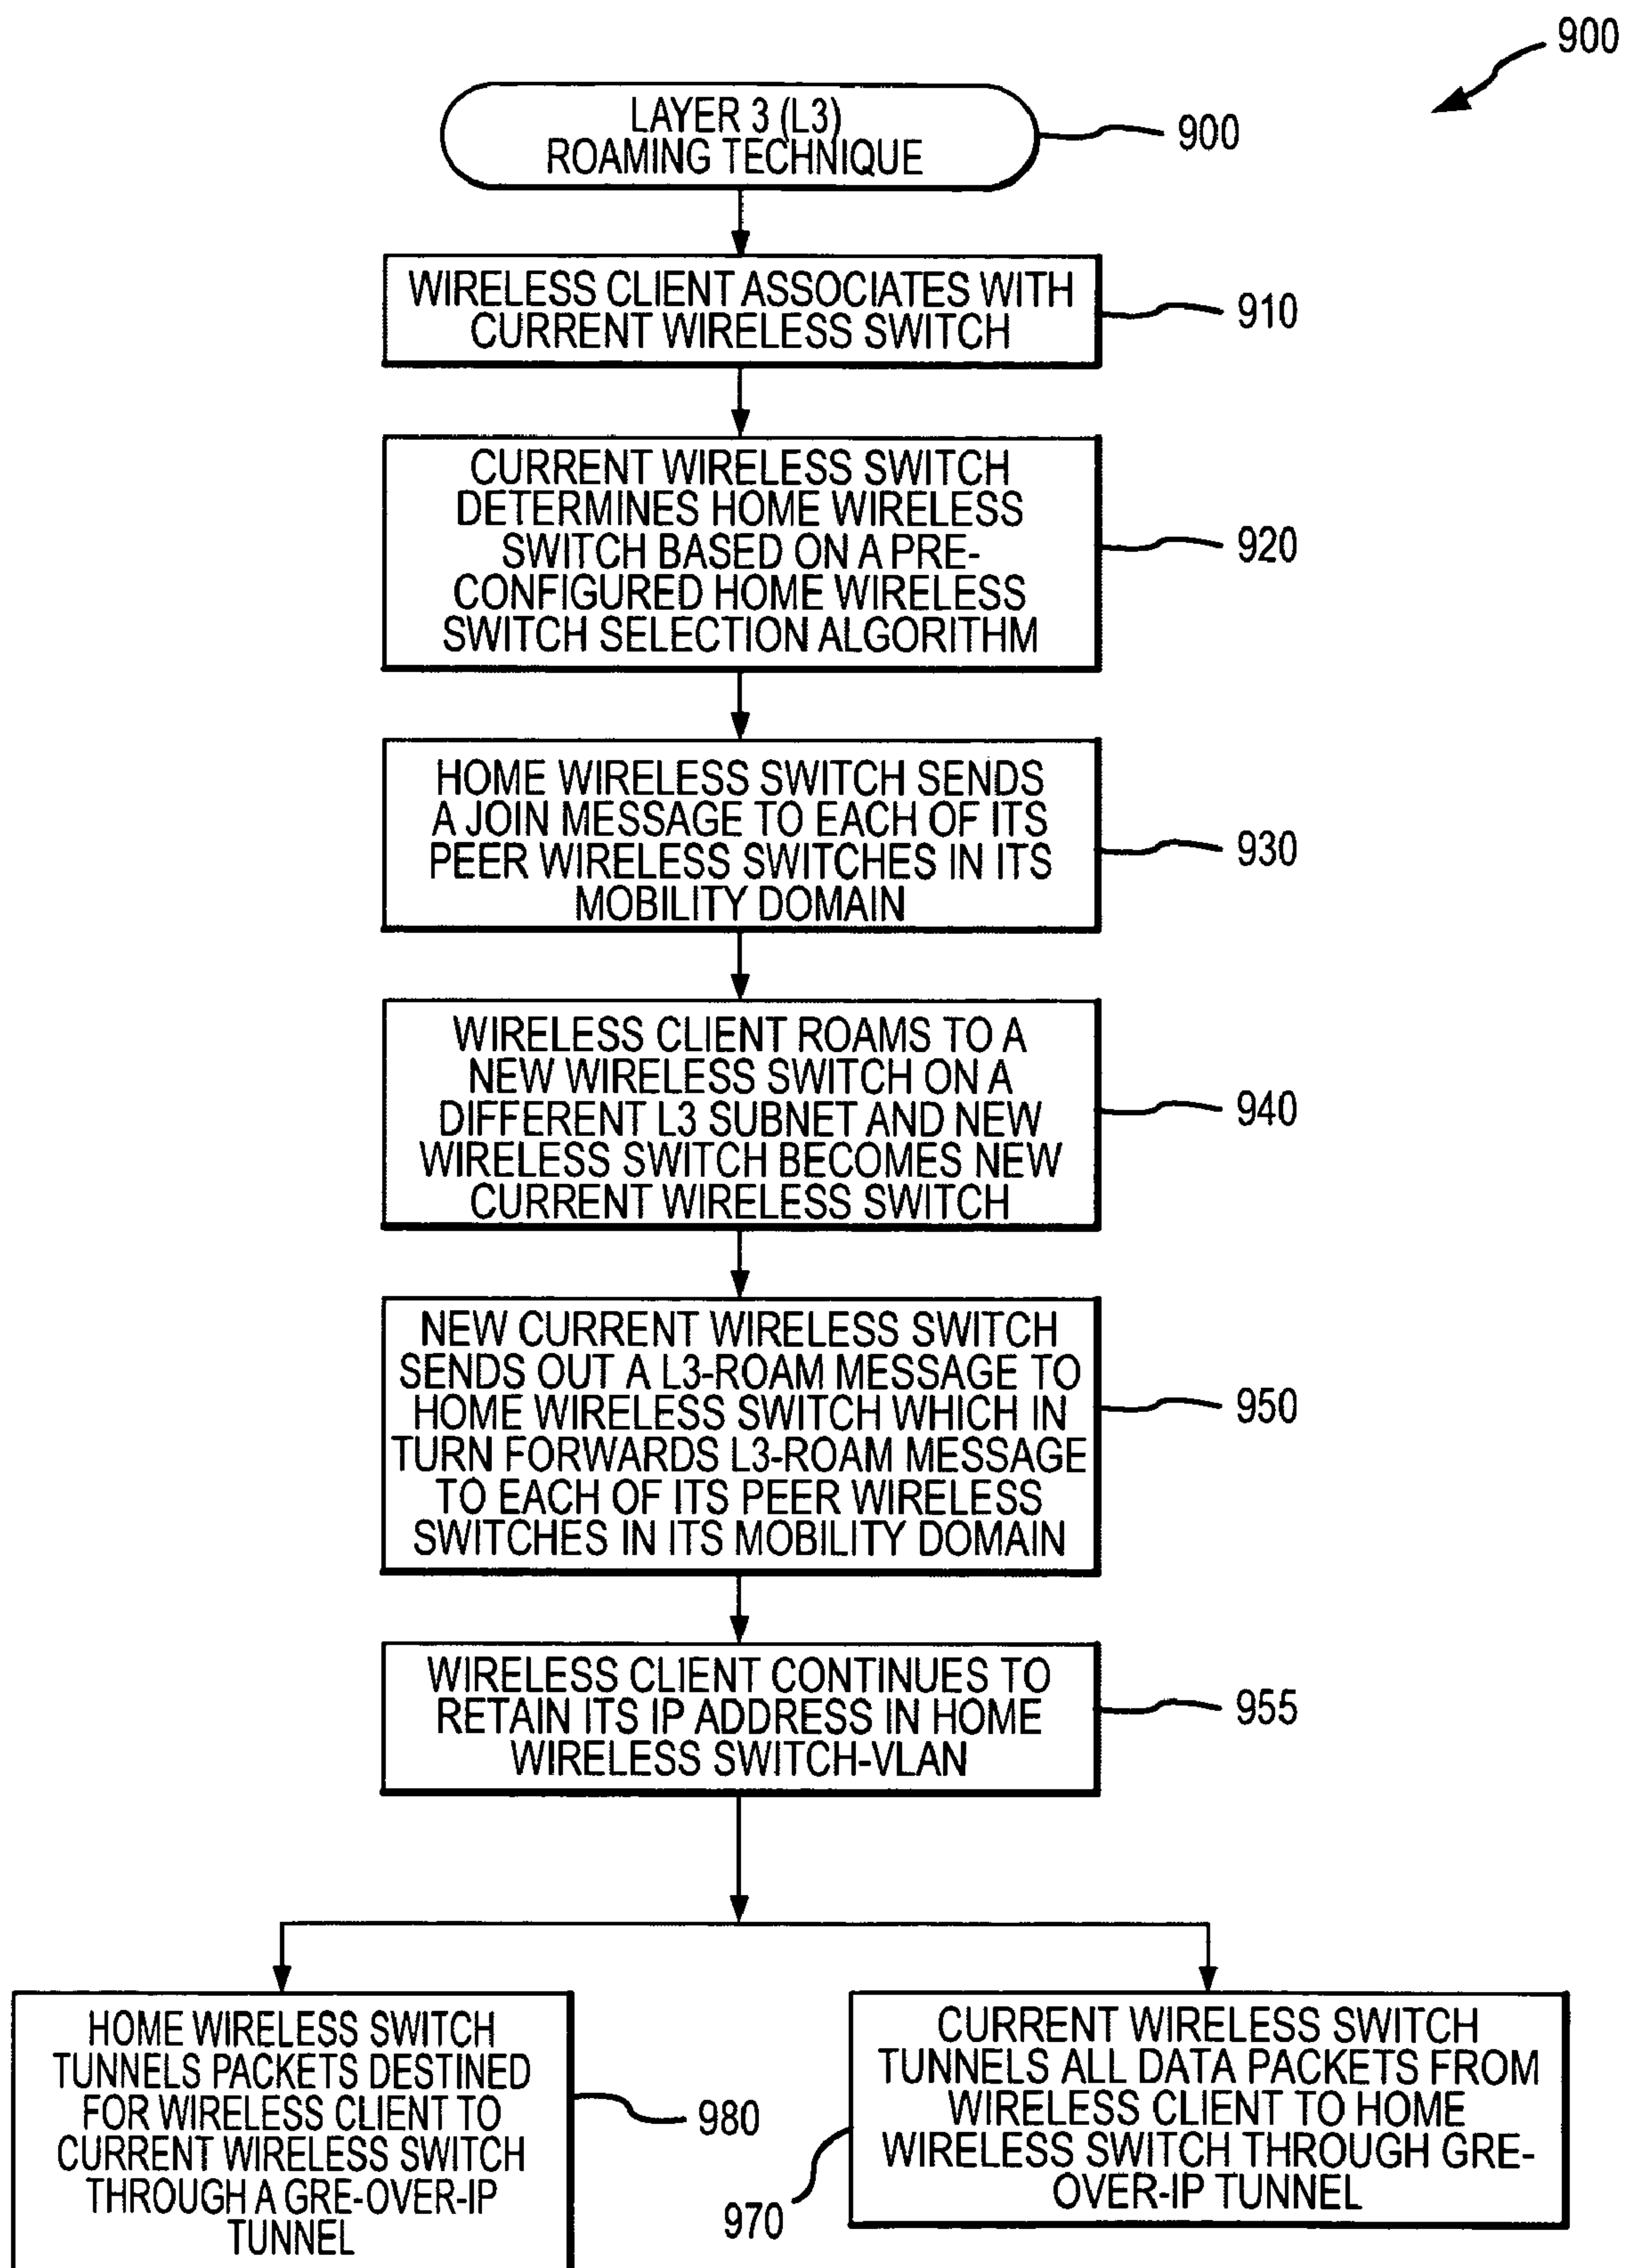 900
LAYER 3 (L3)
ROAMING TECHNIQUE
900
WIRELESS CLIENT ASSOCIATES WITH
CURRENT WIRELESS SWITCH
910
CURRENT WIRELESS SWITCH
DETERMINES HOME WIRELESS
SWITCH BASED ON A PRE-
CONFIGURED HOME WIRELESS
SWITCH SELECTION ALGORITHM
920
HOME WIRELESS SWITCH SENDS
A JOIN MESSAGE TO EACH OF ITS
PEER WIRELESS SWITCHES IN ITS
MOBILITY DOMAIN
930
WIRELESS CLIENT ROAMS TO A
NEW WIRELESS SWITCH ON A
DIFFERENT L3 SUBNET AND NEW
WIRELESS SWITCH BECOMES NEW
CURRENT WIRELESS SWITCH
940
NEW CURRENT WIRELESS SWITCH
SENDS OUT A L3-ROAM MESSAGE TO
HOME WIRELESS SWITCH WHICH IN
TURN FORWARDS L3-ROAM MESSAGE
TO EACH OF ITS PEER WIRELESS
SWITCHES IN ITS MOBILITY DOMAIN
950
WIRELESS CLIENT CONTINUES TO
RETAIN ITS IP ADDRESS IN HOME
WIRELESS SWITCH-VLAN
955
HOME WIRELESS SWITCH
TUNNELS PACKETS DESTINED
FOR WIRELESS CLIENT TO
CURRENT WIRELESS SWITCH
THROUGH A GRE-OVER-IP
TUNNEL
980
CURRENT WIRELESS SWITCH
TUNNELS ALL DATA PACKETS FROM
WIRELESS CLIENT TO HOME
WIRELESS SWITCH THROUGH GRE-
OVER-IP TUNNEL
970